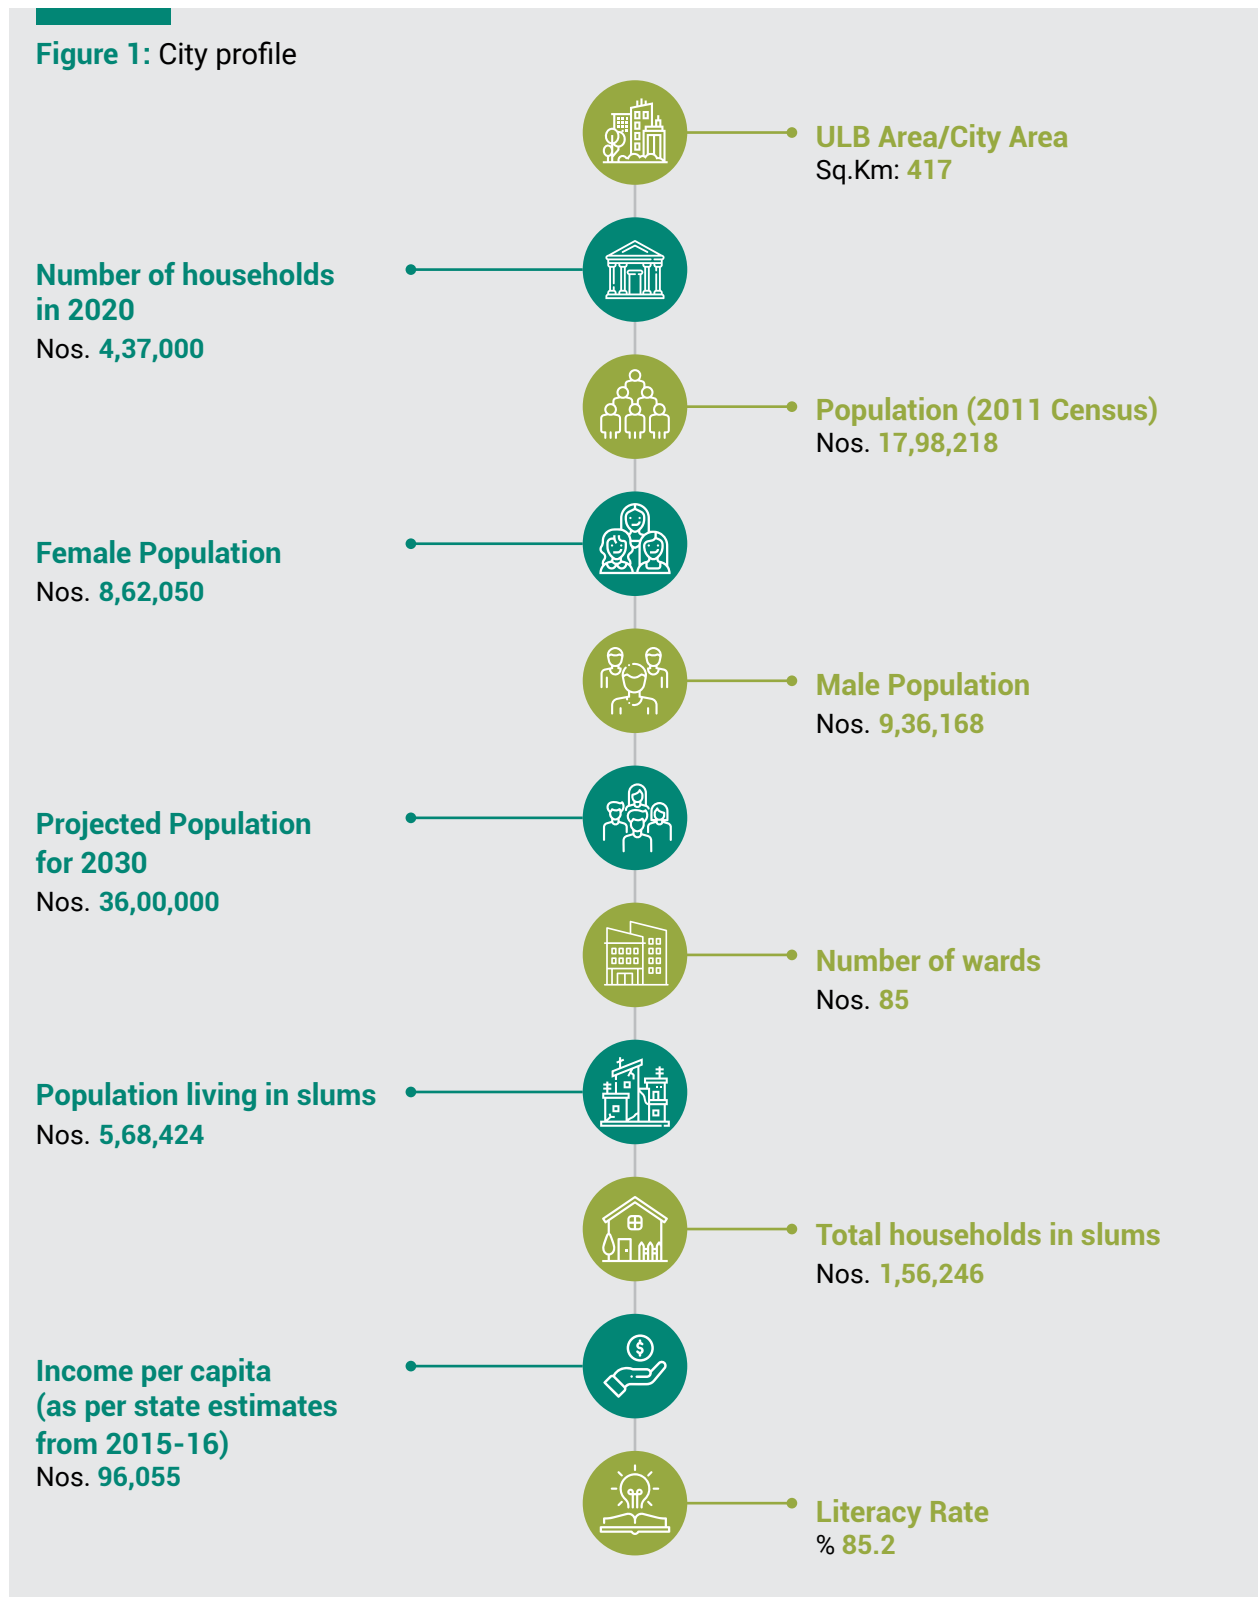 Figure 1: City profile
ULB Area/City Area
Sq.Km: 417
Number of households
in 2020
Nos. 4,37,000
Population (2011 Census)
Nos. 17,98,218
Female Population
Nos. 8,62,050
Male Population
Nos. 9,36,168
Projected Population
for 2030
Nos. 36,00,000
Number of wards
Nos. 85
Population living in slums
Nos. 5,68,424
Total households in slums
Nos. 1,56,246
$
Income per capita
(as per state estimates
from 2015-16)
Nos. 96,055
Literacy Rate
% 85.2